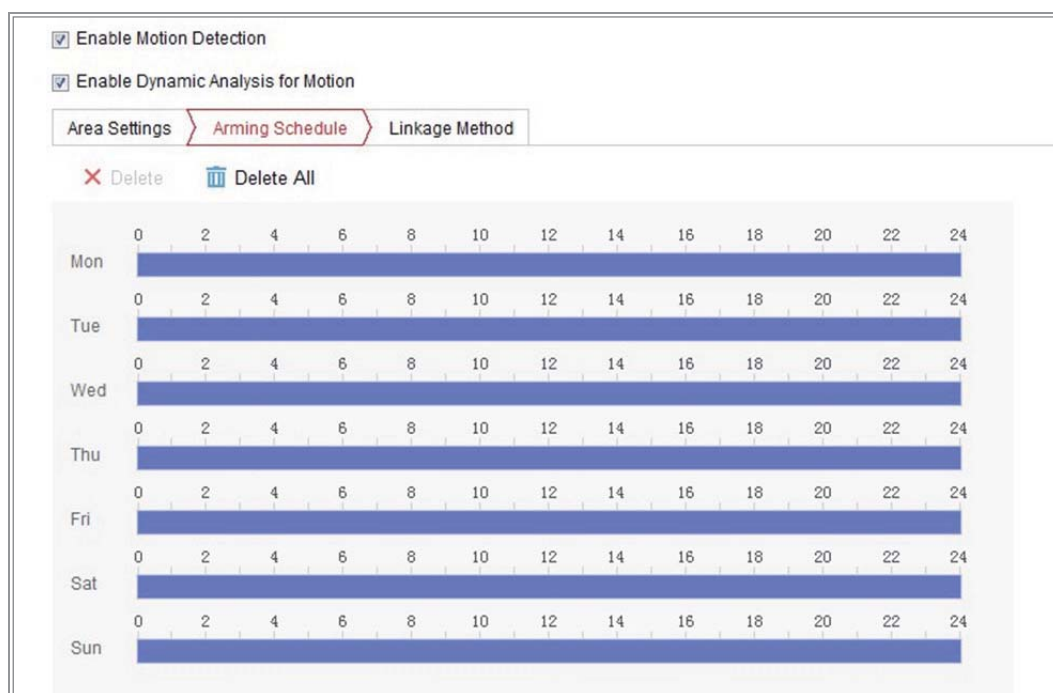 Enable Motion Detection
Enable Dynamic Analysis for Motion
Area Settings Arming Schedule Linkage Method
Delete Delete All
0 2 4 6 8 10 12 14 16 18 20 22 24
Mon
0 2 4 6 8 10 12 14 16 18 20 22 24
Tue
0 2 4 6 8 10 12 14 16 18 20 22 24
Wed
0 2 4 6 8 10 12 14 16 18 20 22 24
Thu
0 2 4 6 8 10 12 14 16 18 20 22 24
Fri
0 2 4 6 8 10 12 14 16 18 20 22 24
Sat
0 2 4 6 8 10 12 14 16 18 20 22 24
Sun